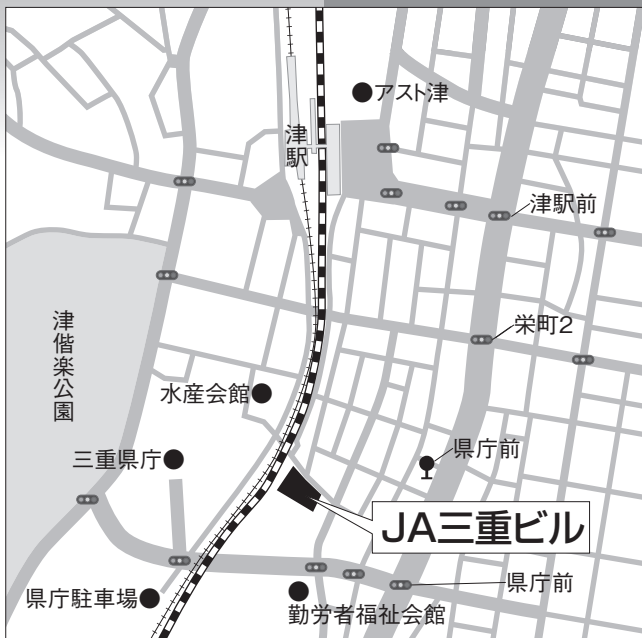 アスト津
津駅
津駅前
栄町2
津偕楽公園
水産会館
三重県庁
県庁前
JA三重ビル
県庁前
県庁駐車場
勤労者福祉会館